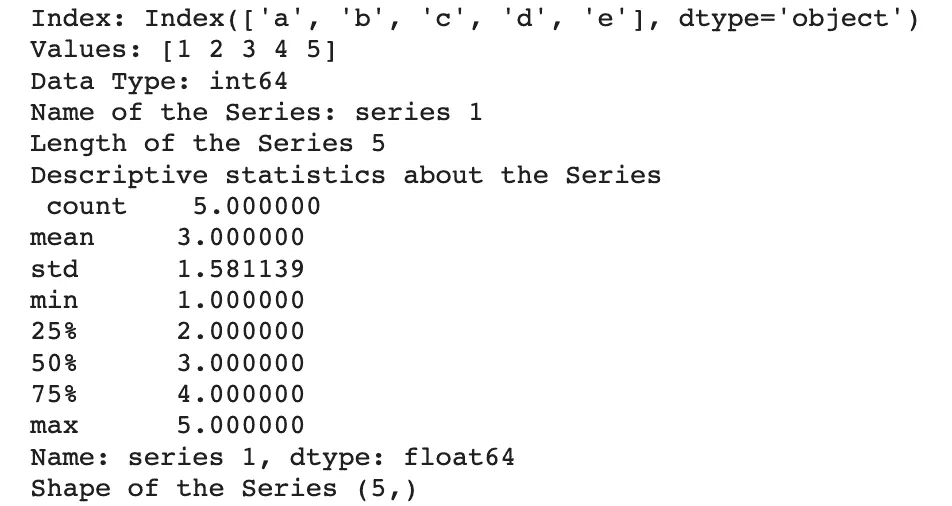 Index: Index(['a', 'b', 'c', 'd', 'e'], dtype='object')
Values: [1 2 3 4 5]
Data Type: int64
Name of the Series: series 1
Length of the Series 5
Descriptive statistics about the Series
 count    5.000000
mean     3.000000
std      1.581139
min      1.000000
25%      2.000000
50%      3.000000
75%      4.000000
max      5.000000
Name: series 1, dtype: float64
Shape of the Series (5,)